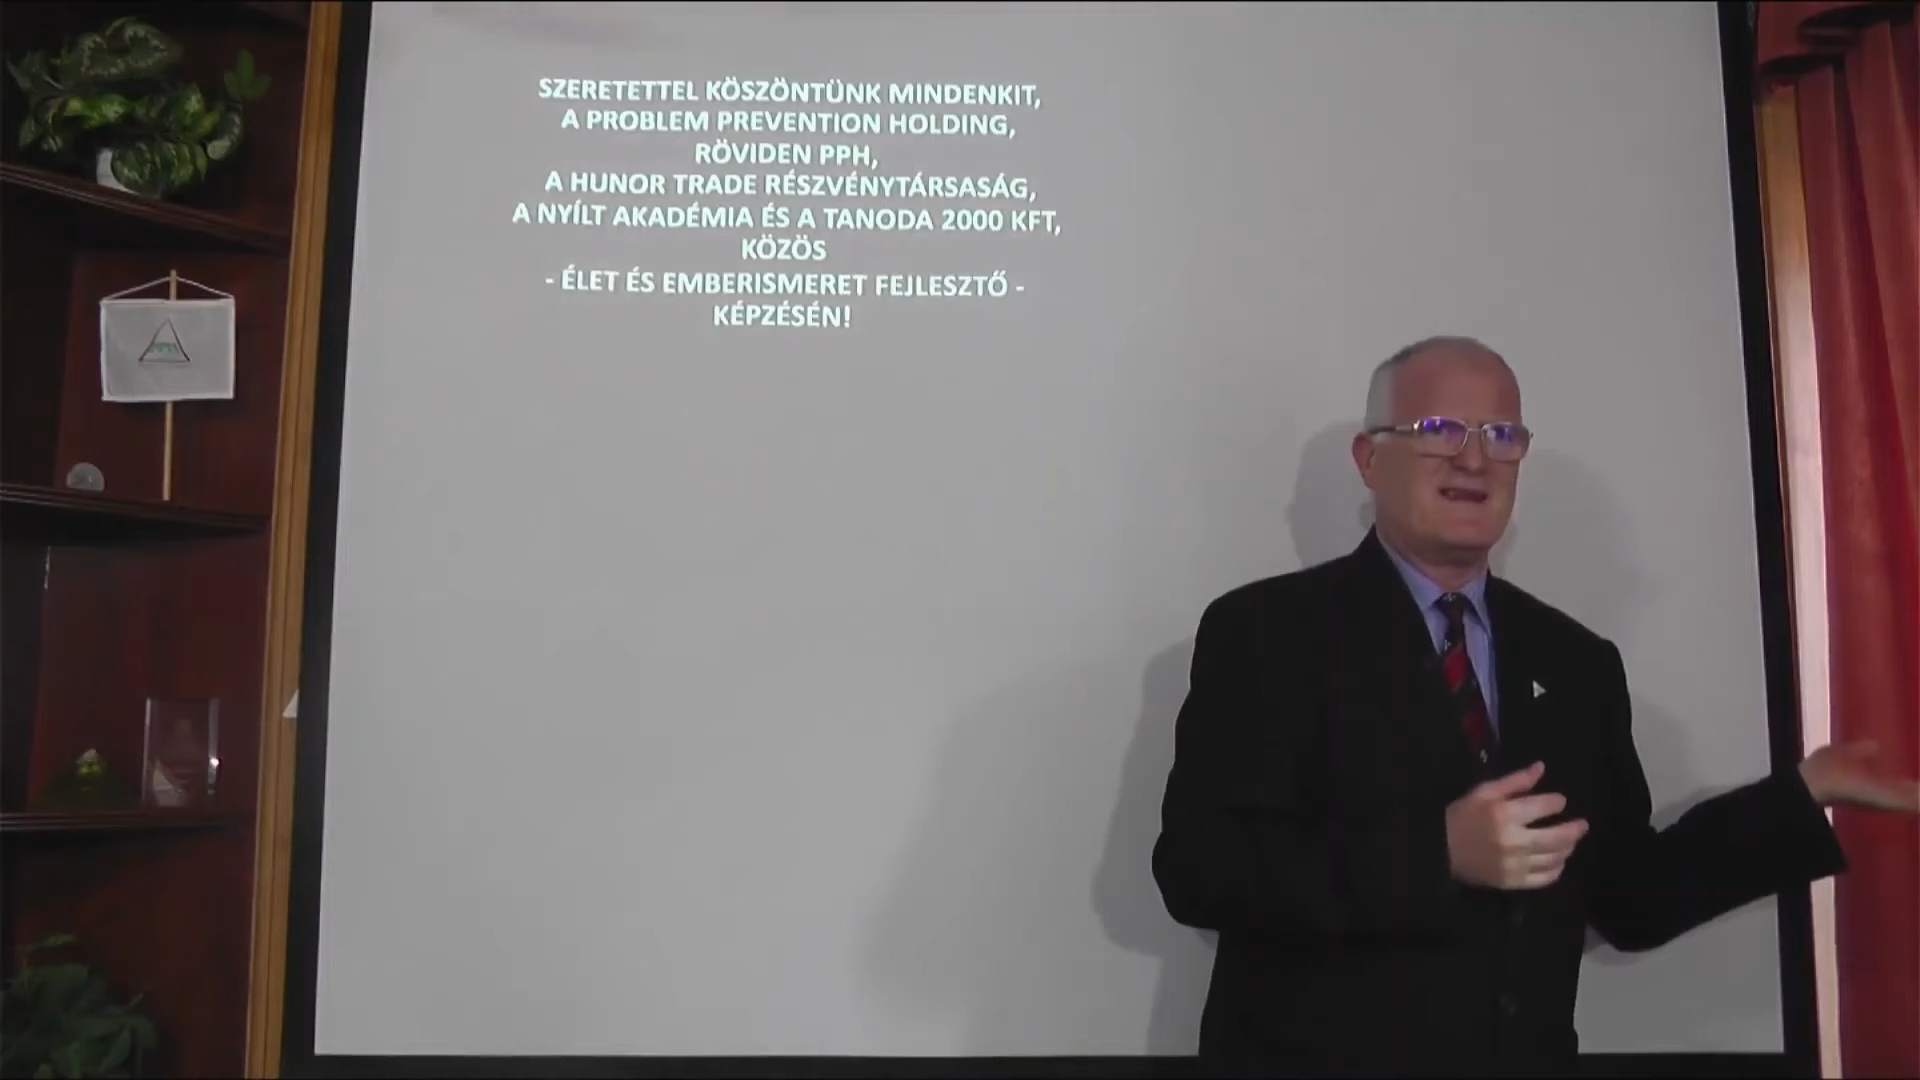 SZERETETTEL KÖSZÖNTÜNK MINDENKIT,
A PROBLEM PREVENTION HOLDING,
RÖVIDEN PPH,
A HUNOR TRADE RÉSZVÉNYTÁRSASÁG,
A NYÍLT AKADÉMIA ÉS A TANODA 2000 KFT,
KÖZÖS
- ÉLET ÉS EMBERISMERET FEJLESZTŐ -
KÉPZÉSÉN!